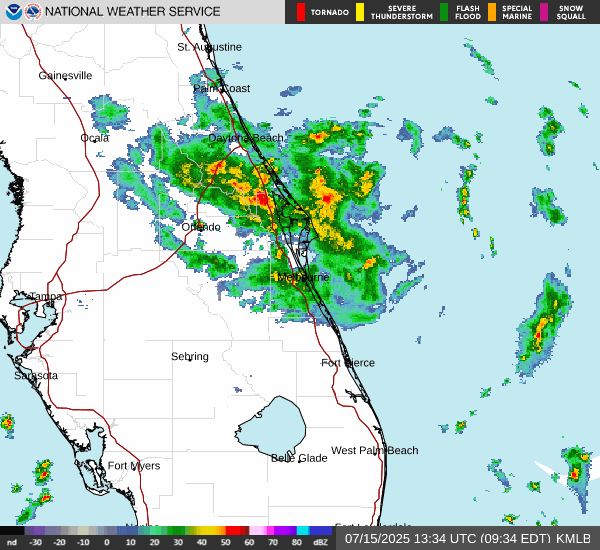 NATIONAL WEATHER SERVICE
TORNADO
SEVERE THUNDERSTORM
FLASH FLOOD
SPECIAL MARINE
SNOW SQUALL
St. Augustine
Gainesville
Palm Coast
Ocala
Daytona Beach
Orlando
Melbourne
Tampa
Sebring
Fort Pierce
Sarasota
West Palm Beach
Belle Glade
Fort Myers
nd -30 -20 -10 0 10 20 30 40 50 60 70 80 dBZ
07/15/2025 13:34 UTC (09:34 EDT) KMLB